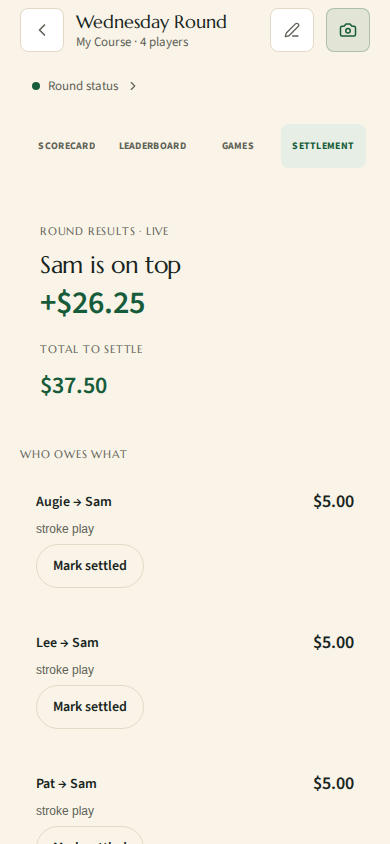 Wednesday Round
My Course · 4 players
Round status
SCORECARD LEADERBOARD GAMES SETTLEMENT
ROUND RESULTS · LIVE
Sam is on top
+$26.25
TOTAL TO SETTLE
$37.50
WHO OWES WHAT
Augie → Sam $5.00
stroke play
Mark settled
Lee → Sam $5.00
stroke play
Mark settled
Pat → Sam $5.00
stroke play